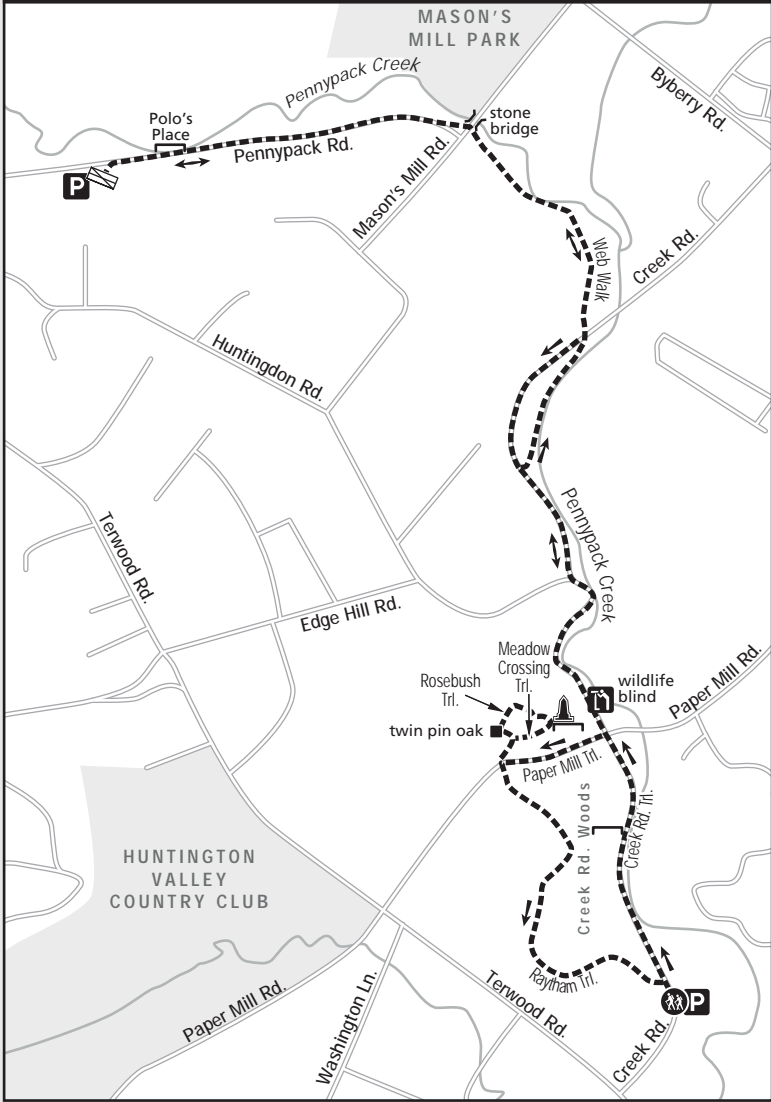 MASON'S
MILL PARK
Pennypack Creek
Byberry Rd.
Polo's
Place
stone
bridge
Pennypack Rd.
P
Mason's Mill Rd.
Web Walk
Creek Rd.
Huntingdon Rd.
Pennypack Creek
Terwood Rd.
Edge Hill Rd.
Meadow
Crossing
Trl.
Rosebush
Trl.
wildlife
blind
Paper Mill Rd.
twin pin oak
Paper Mill Trl.
Creek Rd. Woods
Creek Rd. Trl.
HUNTINGTON
VALLEY
COUNTRY CLUB
Raytham Trl.
Paper Mill Rd.
Washington Ln.
Terwood Rd.
P
Creek Rd.